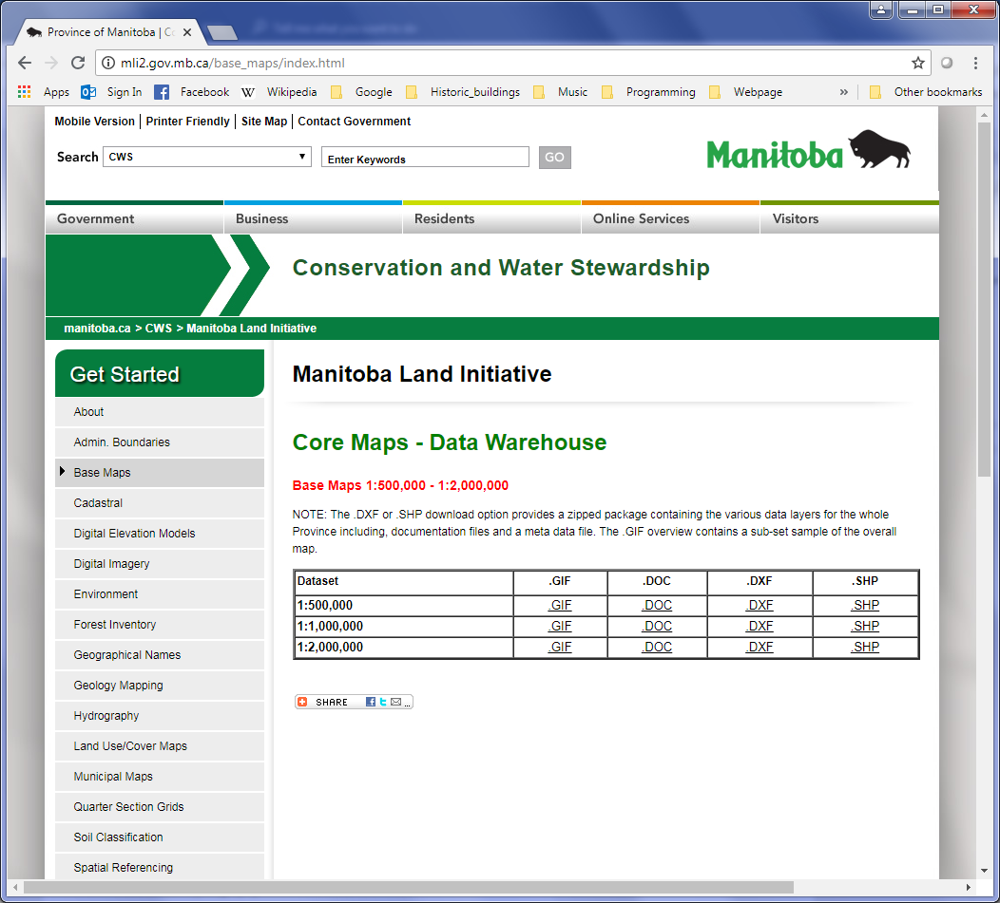 Province of Manitoba | Co
mli2.gov.mb.ca/base_maps/index.html
Apps Sign In Facebook W Wikipedia Google Historic_buildings Music Programming Webpage » Other bookmarks
Mobile Version | Printer Friendly | Site Map | Contact Government
Search CWS Enter Keywords GO
Manitoba
Government Business Residents Online Services Visitors
Conservation and Water Stewardship
manitoba.ca > CWS > Manitoba Land Initiative
Get Started
About
Admin. Boundaries
Base Maps
Cadastral
Digital Elevation Models
Digital Imagery
Environment
Forest Inventory
Geographical Names
Geology Mapping
Hydrography
Land Use/Cover Maps
Municipal Maps
Quarter Section Grids
Soil Classification
Spatial Referencing
Manitoba Land Initiative
Core Maps - Data Warehouse
Base Maps 1:500,000 - 1:2,000,000
NOTE: The .DXF or .SHP download option provides a zipped package containing the various data layers for the whole
Province including, documentation files and a meta data file. The .GIF overview contains a sub-set sample of the overall
map.
Dataset .GIF .DOC .DXF .SHP
1:500,000 .GIF .DOC .DXF .SHP
1:1,000,000 .GIF .DOC .DXF .SHP
1:2,000,000 .GIF .DOC .DXF .SHP
SHARE ...